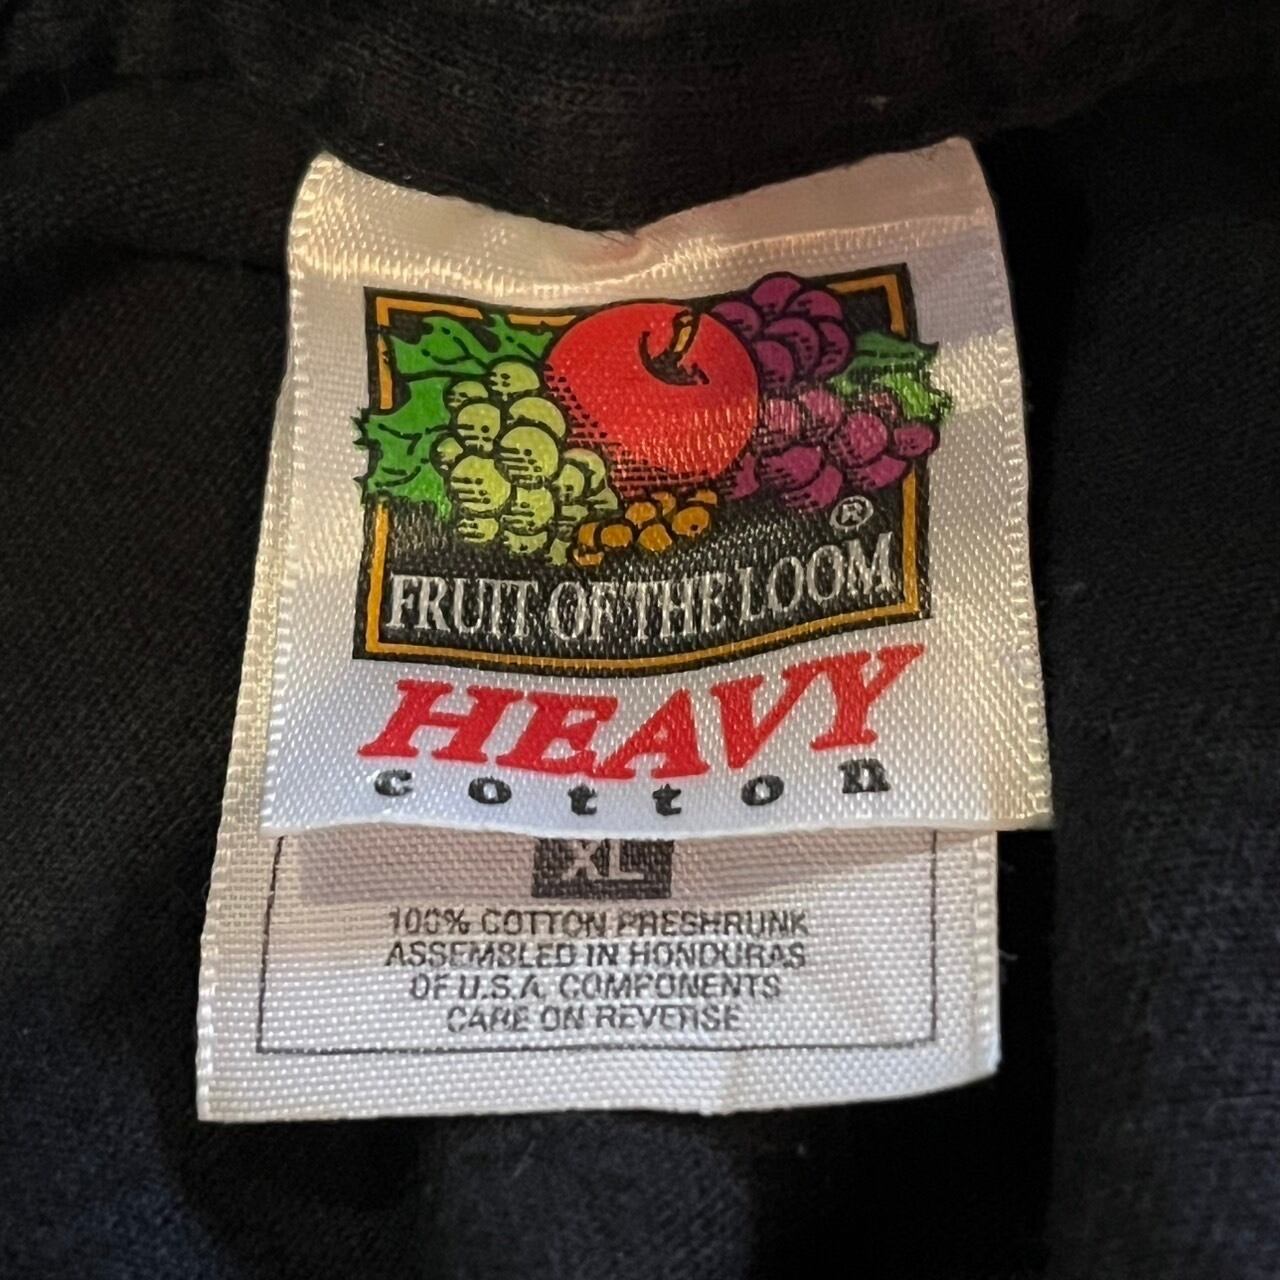 ®
FRUIT OF THE LOOM
HEAVY
cotton
XL
100% COTTON PRESHRUNK
ASSEMBLED IN HONDURAS
OF U.S.A. COMPONENTS
CARE ON REVERSE